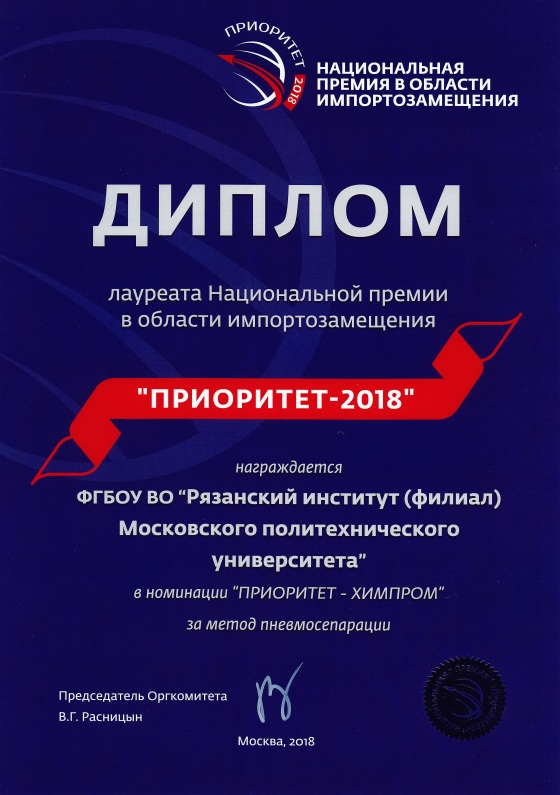 ПРИОРИТЕТ 2018
НАЦИОНАЛЬНАЯ
ПРЕМИЯ В ОБЛАСТИ
ИМПОРТОЗАМЕЩЕНИЯ
ДИПЛОМ
лауреата Национальной премии
в области импортозамещения
"ПРИОРИТЕТ-2018"
награждается
ФГБОУ ВО “Рязанский институт (филиал)
Московского политехнического
университета”
в номинации "ПРИОРИТЕТ - ХИМПРОМ"
за метод пневмосепарации
Председатель Оргкомитета
В.Г. Расницын
Москва, 2018